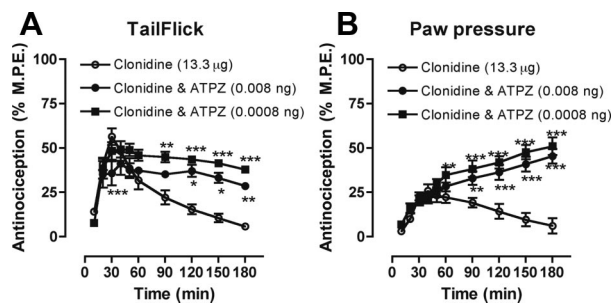 A TailFlick
Antinociception (% M.P.E.)
100
75
50
25
0
Clonidine (13.3 µg)
Clonidine & ATPZ (0.008 ng)
Clonidine & ATPZ (0.0008 ng)
** *** *** ***
*** * * **
0 30 60 90 120 150 180
Time (min)
B Paw pressure
Antinociception (% M.P.E.)
100
75
50
25
0
Clonidine (13.3 µg)
Clonidine & ATPZ (0.008 ng)
Clonidine & ATPZ (0.0008 ng)
** *** *** *** ***
** *** *** ***
0 30 60 90 120 150 180
Time (min)